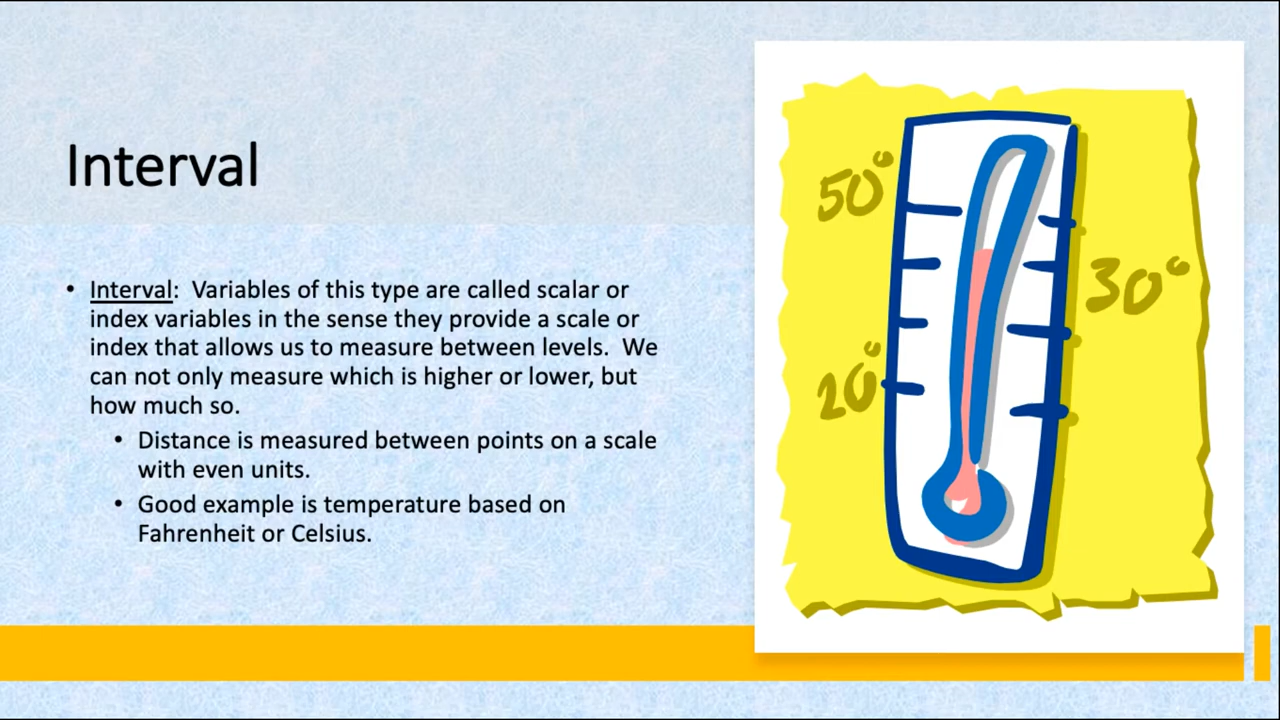 Interval
• Interval:  Variables of this type are called scalar or
index variables in the sense they provide a scale or
index that allows us to measure between levels.  We
can not only measure which is higher or lower, but
how much so.
• Distance is measured between points on a scale
with even units.
• Good example is temperature based on
Fahrenheit or Celsius.
50°
30°
20°